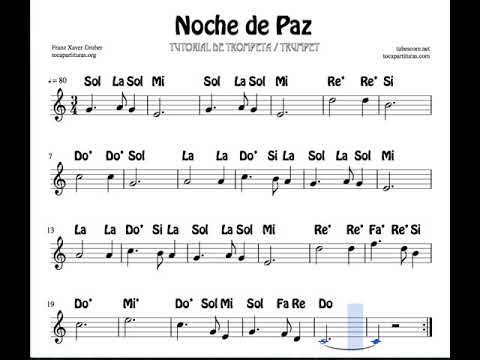 Noche de Paz
Franz Xaver Gruber
tocapartituras.org
TUTORIAL DE TROMPETA / TRUMPET
tubescore.net
tocapartituras.com
♩ = 80
Sol La Sol Mi Sol La Sol Mi Re' Re' Si
3 4
7
Do' Do' Sol La La Do' Si La Sol La Sol Mi
13
La La Do' Si La Sol La Sol Mi Re' Re' Fa' Re' Si
19
Do' Mi' Do' Sol Mi Sol Fa Re Do